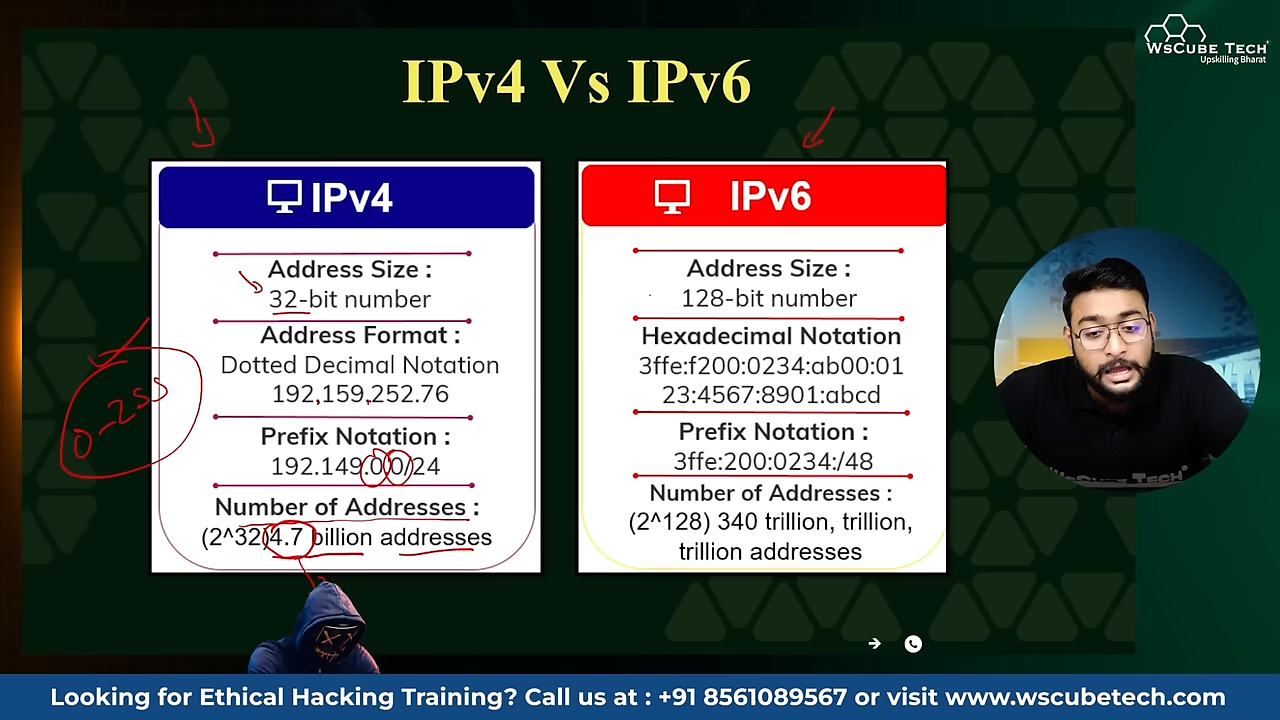 WsCube Tech
Upskilling Bharat
IPv4 Vs IPv6
IPv4
Address Size :
32-bit number
Address Format :
Dotted Decimal Notation
192,159,252.76
Prefix Notation :
192.149.0.0/24
Number of Addresses :
(2^32)4.7 billion addresses
0-255
IPv6
Address Size :
128-bit number
Hexadecimal Notation
3ffe:f200:0234:ab00:01
23:4567:8901:abcd
Prefix Notation :
3ffe:200:0234:/48
Number of Addresses :
(2^128) 340 trillion, trillion,
trillion addresses
Looking for Ethical Hacking Training? Call us at : +91 8561089567 or visit www.wscubetech.com